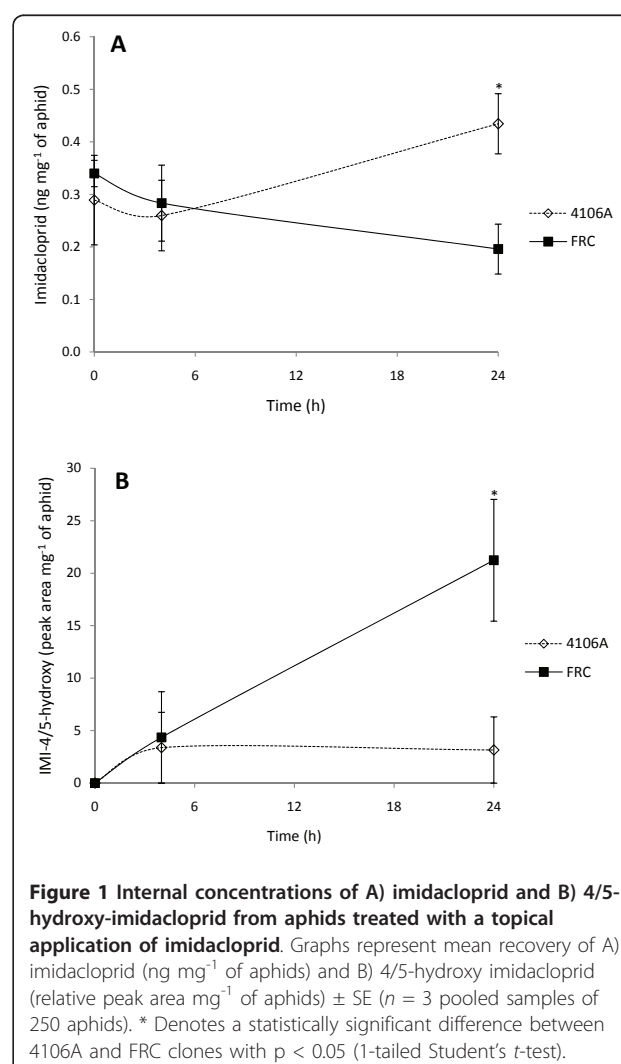 A
0.6
0.5
0.4
0.3
0.2
0.1
0.0
Imidacloprid (ng mg⁻¹ of aphid)
*
4106A
FRC
0
6
12
18
24
Time (h)
B
30
25
20
15
10
5
0
IMI-4/5-hydroxy (peak area mg⁻¹ of aphid)
*
4106A
FRC
0
6
12
18
24
Time (h)
Figure 1 Internal concentrations of A) imidacloprid and B) 4/5-
hydroxy-imidacloprid from aphids treated with a topical
application of imidacloprid. Graphs represent mean recovery of A)
imidacloprid (ng mg⁻¹ of aphids) and B) 4/5-hydroxy imidacloprid
(relative peak area mg⁻¹ of aphids) ± SE (n = 3 pooled samples of
250 aphids). * Denotes a statistically significant difference between
4106A and FRC clones with p < 0.05 (1-tailed Student's t-test).